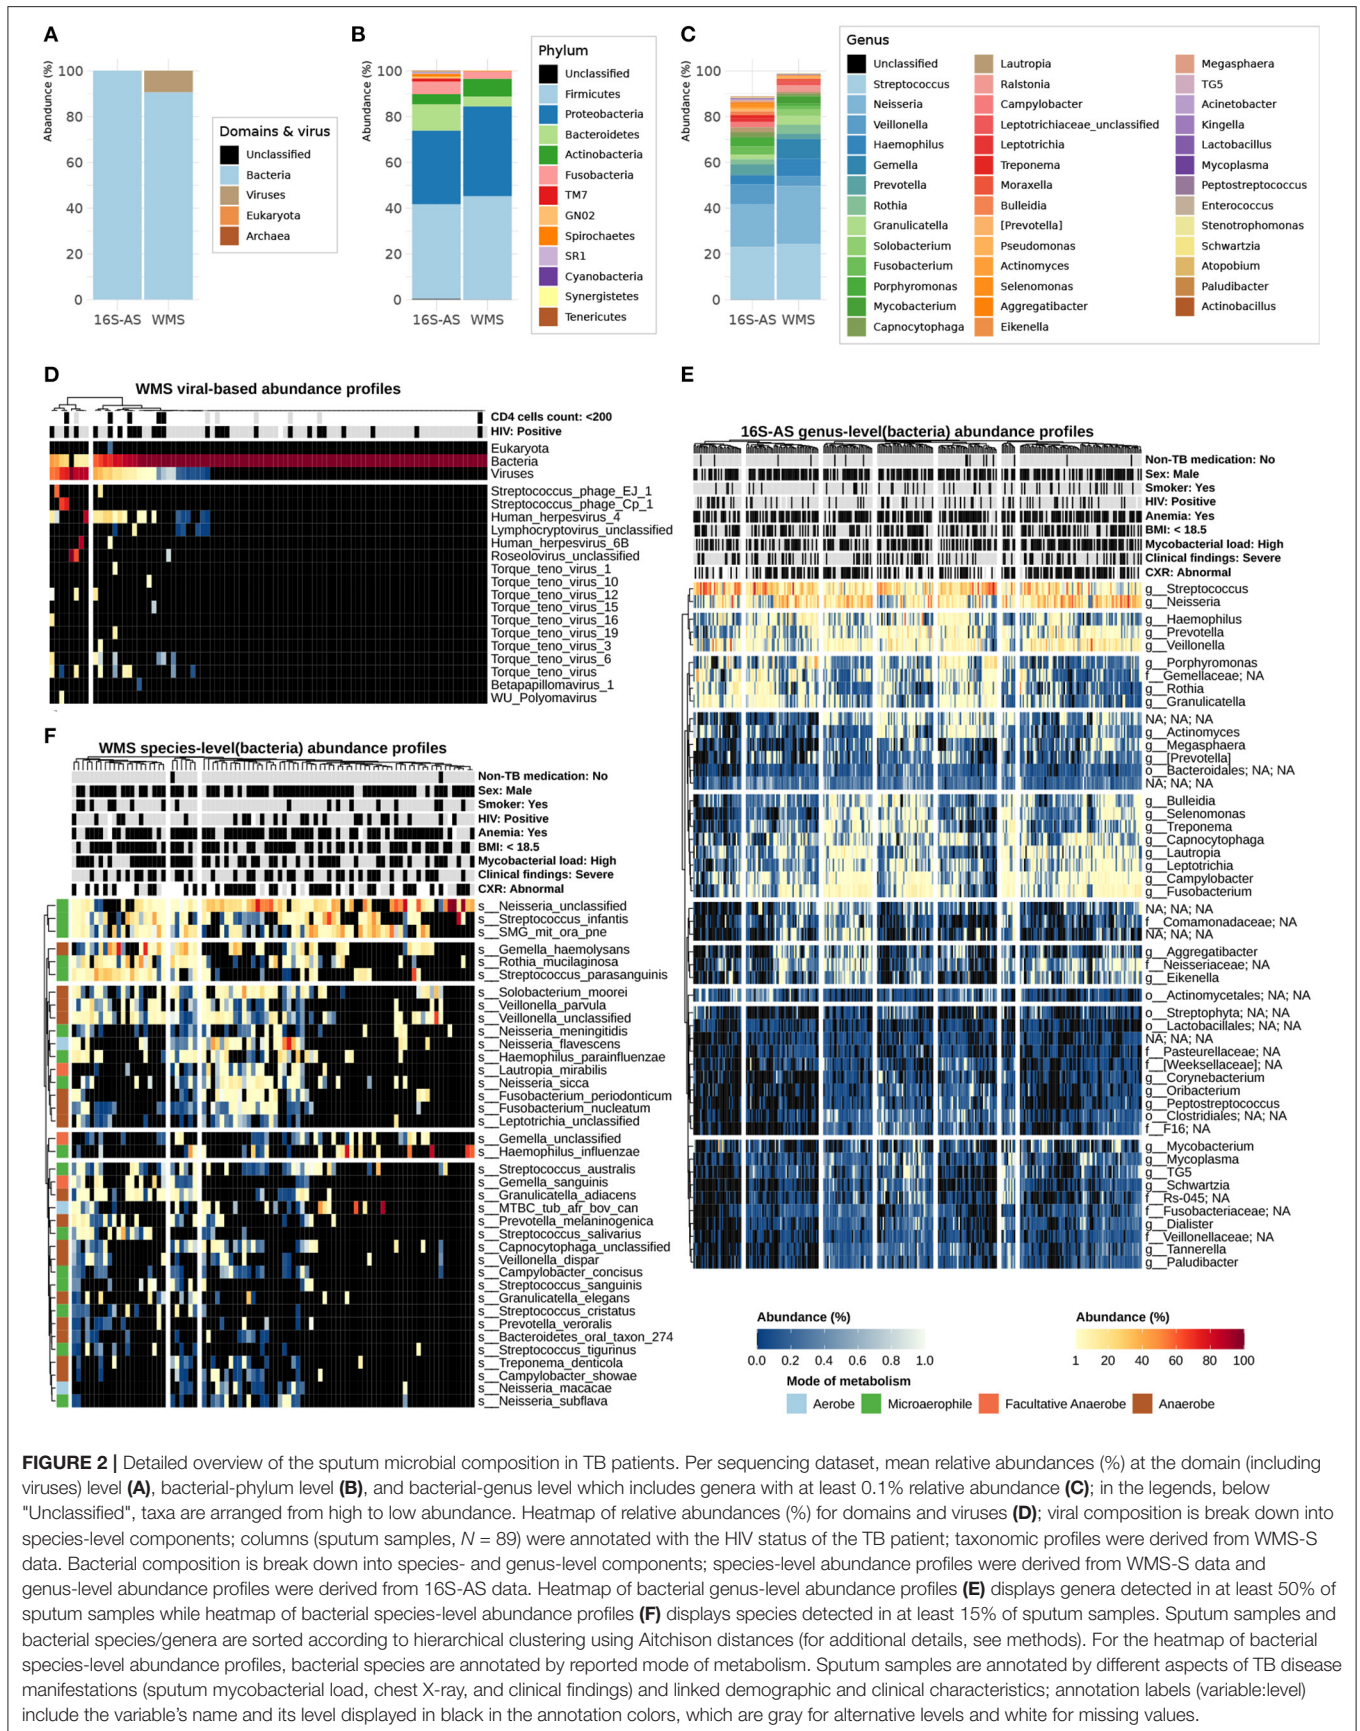 A
B
C
Abundance (%)
100
80
60
40
20
0
16S-AS WMS
Domains & virus
Unclassified
Bacteria
Viruses
Eukaryota
Archaea
Abundance (%)
100
80
60
40
20
0
16S-AS WMS
Phylum
Unclassified
Firmicutes
Proteobacteria
Bacteroidetes
Actinobacteria
Fusobacteria
TM7
GN02
Spirochaetes
SR1
Cyanobacteria
Synergistetes
Tenericutes
Abundance (%)
100
80
60
40
20
0
16S-AS WMS
Genus
Unclassified
Streptococcus
Neisseria
Veillonella
Haemophilus
Gemella
Prevotella
Rothia
Granulicatella
Solobacterium
Fusobacterium
Porphyromonas
Mycobacterium
Capnocytophaga
Lautropia
Ralstonia
Campylobacter
Leptotrichiaceae_unclassified
Leptotrichia
Treponema
Moraxella
Bulleidia
[Prevotella]
Pseudomonas
Actinomyces
Selenomonas
Aggregatibacter
Eikenella
Megasphaera
TG5
Acinetobacter
Kingella
Lactobacillus
Mycoplasma
Peptostreptococcus
Enterococcus
Stenotrophomonas
Schwartzia
Atopobium
Paludibacter
Actinobacillus
D
WMS viral-based abundance profiles
CD4 cells count: <200
HIV: Positive
Eukaryota
Bacteria
Viruses
Streptococcus_phage_EJ_1
Streptococcus_phage_Cp_1
Human_herpesvirus_4
Lymphocryptovirus_unclassified
Human_herpesvirus_6B
Roseolovirus_unclassified
Torque_teno_virus_1
Torque_teno_virus_10
Torque_teno_virus_12
Torque_teno_virus_15
Torque_teno_virus_16
Torque_teno_virus_19
Torque_teno_virus_3
Torque_teno_virus_6
Torque_teno_virus
Betapapillomavirus_1
WU_Polyomavirus
E
16S-AS genus-level(bacteria) abundance profiles
Non-TB medication: No
Sex: Male
Smoker: Yes
HIV: Positive
Anemia: Yes
BMI: < 18.5
Mycobacterial load: High
Clinical findings: Severe
CXR: Abnormal
g__Streptococcus
g__Neisseria
g__Haemophilus
g__Prevotella
g__Veillonella
g__Porphyromonas
f__Gemellaceae; NA
g__Rothia
g__Granulicatella
NA; NA; NA
g__Actinomyces
g__Megasphaera
g__[Prevotella]
o__Bacteroidales; NA; NA
NA; NA; NA
g__Bulleidia
g__Selenomonas
g__Treponema
g__Capnocytophaga
g__Lautropia
g__Leptotrichia
g__Campylobacter
g__Fusobacterium
NA; NA; NA
f__Comamonadaceae; NA
NA; NA; NA
g__Aggregatibacter
f__Neisseriaceae; NA
g__Eikenella
o__Actinomycetales; NA; NA
o__Streptophyta; NA; NA
o__Lactobacillales; NA; NA
NA; NA; NA
f__Pasteurellaceae; NA
f__[Weeksellaceae]; NA
g__Corynebacterium
g__Oribacterium
g__Peptostreptococcus
o__Clostridiales; NA; NA
f__F16; NA
g__Mycobacterium
g__Mycoplasma
g__TG5
g__Schwartzia
f__Rs-045; NA
f__Fusobacteriaceae; NA
g__Dialister
f__Veillonellaceae; NA
g__Tannerella
g__Paludibacter
F
WMS species-level(bacteria) abundance profiles
Non-TB medication: No
Sex: Male
Smoker: Yes
HIV: Positive
Anemia: Yes
BMI: < 18.5
Mycobacterial load: High
Clinical findings: Severe
CXR: Abnormal
s__Neisseria_unclassified
s__Streptococcus_infantis
s__SMG_mit_ora_pne
s__Gemella_haemolysans
s__Rothia_mucilaginosa
s__Streptococcus_parasanguinis
s__Solobacterium_moorei
s__Veillonella_parvula
s__Veillonella_unclassified
s__Neisseria_meningitidis
s__Neisseria_flavescens
s__Haemophilus_parainfluenzae
s__Lautropia_mirabilis
s__Neisseria_sicca
s__Fusobacterium_periodonticum
s__Fusobacterium_nucleatum
s__Leptotrichia_unclassified
s__Gemella_unclassified
s__Haemophilus_influenzae
s__Streptococcus_australis
s__Gemella_sanguinis
s__Granulicatella_adiacens
s__MTBC_tub_afr_bov_can
s__Prevotella_melaninogenica
s__Streptococcus_salivarius
s__Capnocytophaga_unclassified
s__Veillonella_dispar
s__Campylobacter_concisus
s__Streptococcus_sanguinis
s__Granulicatella_elegans
s__Streptococcus_cristatus
s__Prevotella_veroralis
s__Bacteroidetes_oral_taxon_274
s__Streptococcus_tigurinus
s__Treponema_denticola
s__Campylobacter_showae
s__Neisseria_macacae
s__Neisseria_subflava
Abundance (%)
0.0 0.2 0.4 0.6 0.8 1.0
Abundance (%)
1 20 40 60 80 100
Mode of metabolism
Aerobe Microaerophile Facultative Anaerobe Anaerobe
FIGURE 2 | Detailed overview of the sputum microbial composition in TB patients. Per sequencing dataset, mean relative abundances (%) at the domain (including
viruses) level (A), bacterial-phylum level (B), and bacterial-genus level which includes genera with at least 0.1% relative abundance (C); in the legends, below
"Unclassified", taxa are arranged from high to low abundance. Heatmap of relative abundances (%) for domains and viruses (D); viral composition is break down into
species-level components; columns (sputum samples, N = 89) were annotated with the HIV status of the TB patient; taxonomic profiles were derived from WMS-S
data. Bacterial composition is break down into species- and genus-level components; species-level abundance profiles were derived from WMS-S data and
genus-level abundance profiles were derived from 16S-AS data. Heatmap of bacterial genus-level abundance profiles (E) displays genera detected in at least 50% of
sputum samples while heatmap of bacterial species-level abundance profiles (F) displays species detected in at least 15% of sputum samples. Sputum samples and
bacterial species/genera are sorted according to hierarchical clustering using Aitchison distances (for additional details, see methods). For the heatmap of bacterial
species-level abundance profiles, bacterial species are annotated by reported mode of metabolism. Sputum samples are annotated by different aspects of TB disease
manifestations (sputum mycobacterial load, chest X-ray, and clinical findings) and linked demographic and clinical characteristics; annotation labels (variable:level)
include the variable's name and its level displayed in black in the annotation colors, which are gray for alternative levels and white for missing values.